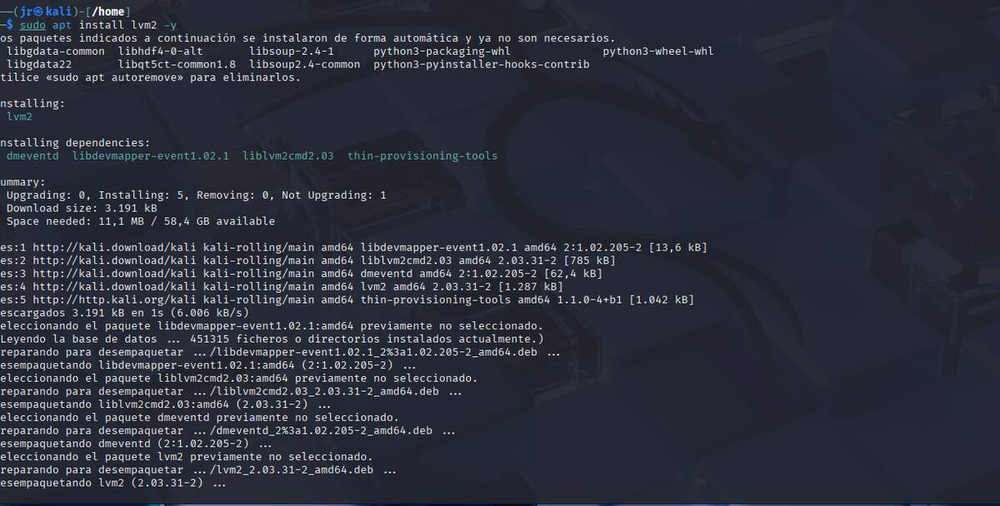 —(jr㉿kali)-[/home]
—$ sudo apt install lvm2 -y
os paquetes indicados a continuación se instalaron de forma automática y ya no son necesarios.
libgdata-common libhdf4-0-alt libsoup-2.4-1 python3-packaging-whl python3-wheel-whl
libgdata22 libqt5ct-common1.8 libsoup2.4-common python3-pyinstaller-hooks-contrib
tilice «sudo apt autoremove» para eliminarlos.
nstalling:
lvm2
nstalling dependencies:
dmeventd libdevmapper-event1.02.1 liblvm2cmd2.03 thin-provisioning-tools
ummary:
Upgrading: 0, Installing: 5, Removing: 0, Not Upgrading: 1
Download size: 3.191 kB
Space needed: 11,1 MB / 58,4 GB available
es:1 http://kali.download/kali kali-rolling/main amd64 libdevmapper-event1.02.1 amd64 2:1.02.205-2 [13,6 kB]
es:2 http://kali.download/kali kali-rolling/main amd64 liblvm2cmd2.03 amd64 2.03.31-2 [785 kB]
es:3 http://kali.download/kali kali-rolling/main amd64 dmeventd amd64 2:1.02.205-2 [62,4 kB]
es:4 http://kali.download/kali kali-rolling/main amd64 lvm2 amd64 2.03.31-2 [1.287 kB]
es:5 http://http.kali.org/kali kali-rolling/main amd64 thin-provisioning-tools amd64 1.1.0-4+b1 [1.042 kB]
escargados 3.191 kB en 1s (6.006 kB/s)
eleccionando el paquete libdevmapper-event1.02.1:amd64 previamente no seleccionado.
Leyendo la base de datos ... 451315 ficheros o directorios instalados actualmente.)
reparando para desempaquetar .../libdevmapper-event1.02.1_2%3a1.02.205-2_amd64.deb ...
esempaquetando libdevmapper-event1.02.1:amd64 (2:1.02.205-2) ...
eleccionando el paquete liblvm2cmd2.03:amd64 previamente no seleccionado.
reparando para desempaquetar .../liblvm2cmd2.03_2.03.31-2_amd64.deb ...
esempaquetando liblvm2cmd2.03:amd64 (2.03.31-2) ...
eleccionando el paquete dmeventd previamente no seleccionado.
reparando para desempaquetar .../dmeventd_2%3a1.02.205-2_amd64.deb ...
esempaquetando dmeventd (2:1.02.205-2) ...
eleccionando el paquete lvm2 previamente no seleccionado.
reparando para desempaquetar .../lvm2_2.03.31-2_amd64.deb ...
esempaquetando lvm2 (2.03.31-2) ...